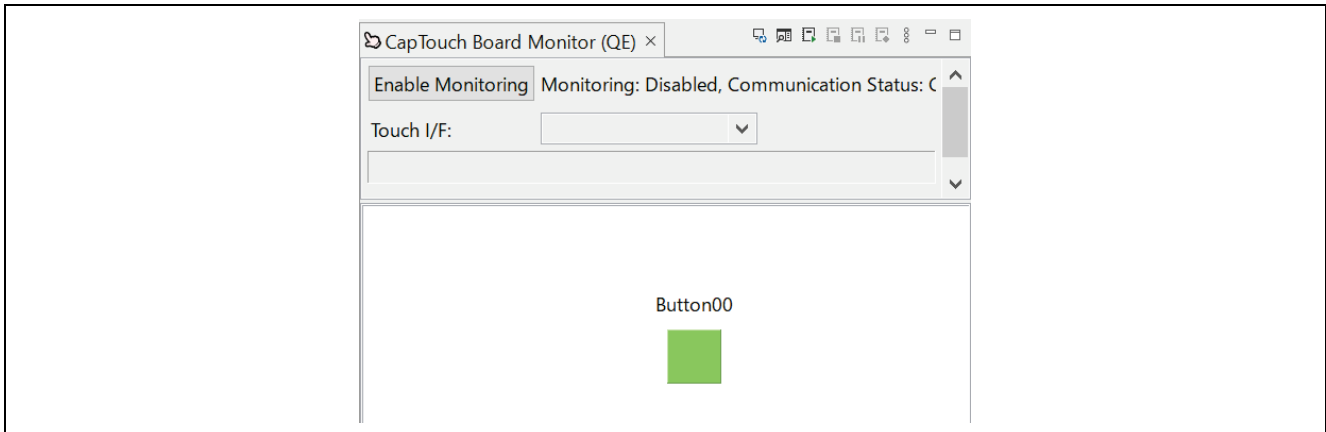 CapTouch Board Monitor (QE)
Enable Monitoring Monitoring: Disabled, Communication Status:
Touch I/F:
Button00